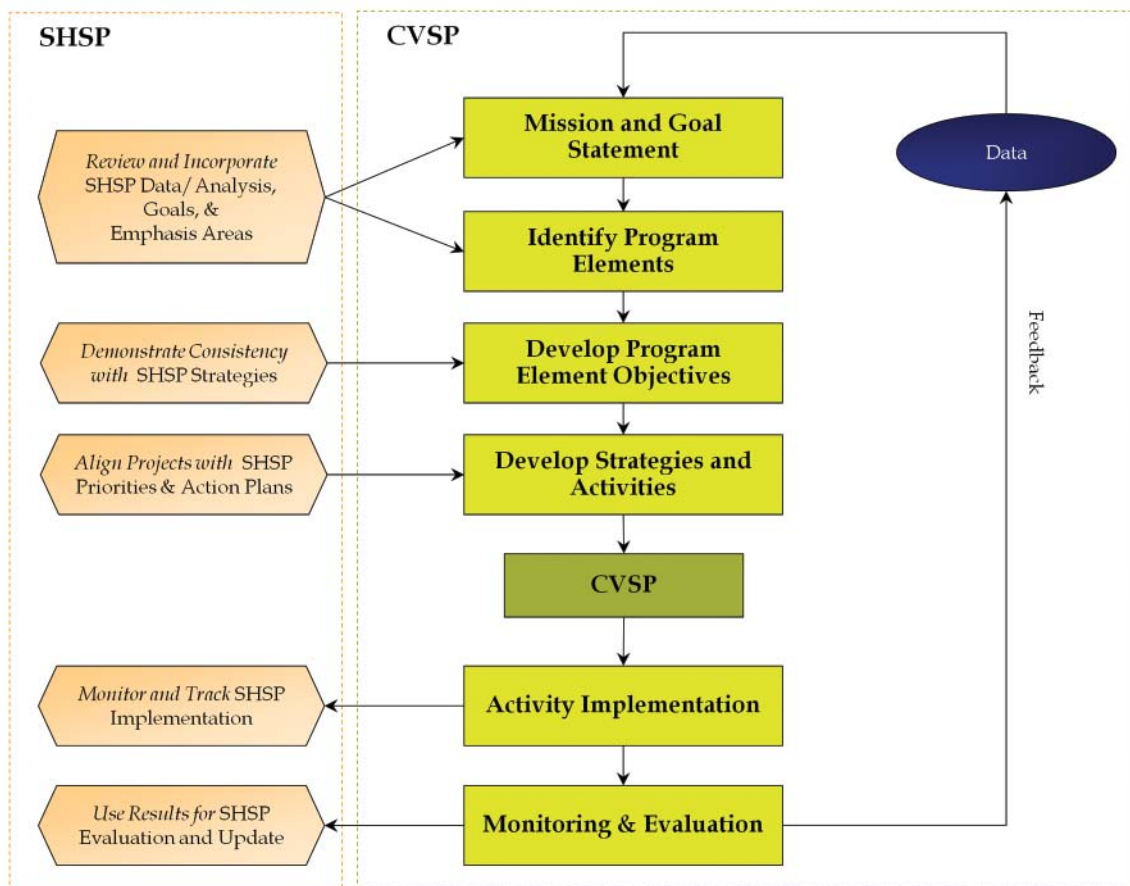 SHSP
CVSP
Review and Incorporate
SHSP Data/Analysis,
Goals, &
Emphasis Areas
Mission and Goal
Statement
Data
Identify Program
Elements
Demonstrate Consistency
with SHSP Strategies
Develop Program
Element Objectives
Feedback
Align Projects with SHSP
Priorities & Action Plans
Develop Strategies and
Activities
CVSP
Monitor and Track SHSP
Implementation
Activity Implementation
Use Results for SHSP
Evaluation and Update
Monitoring & Evaluation